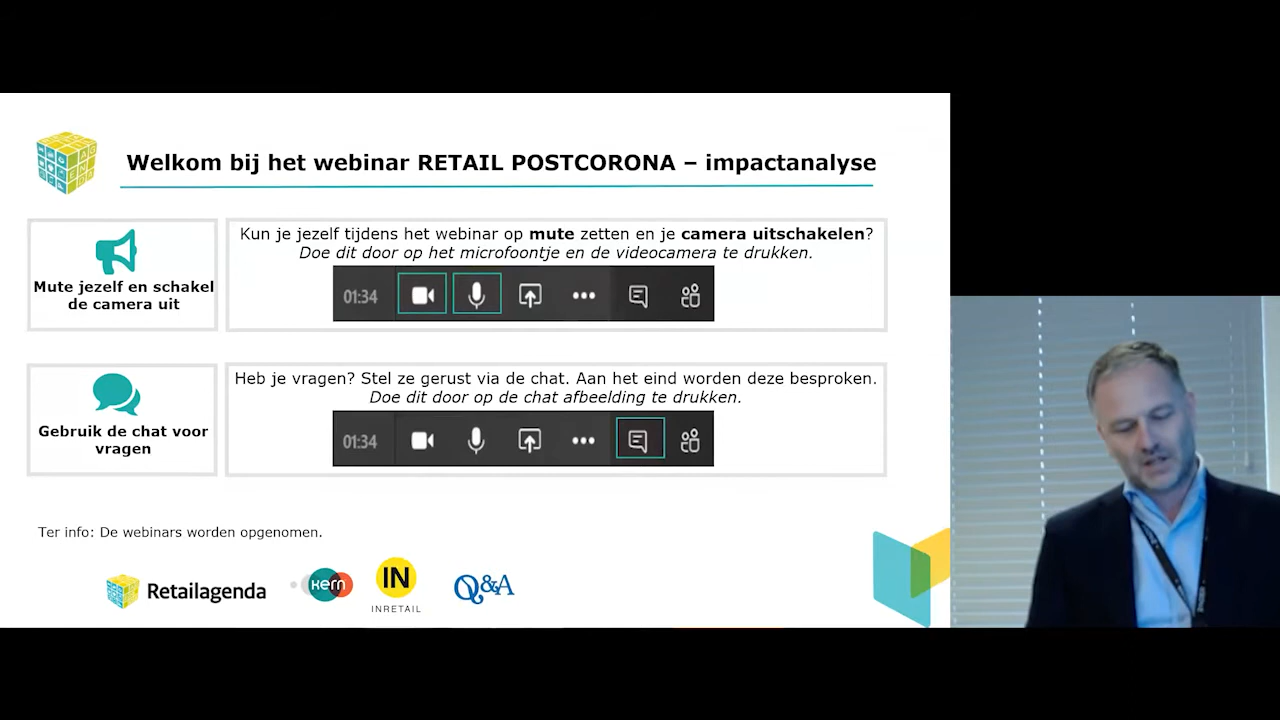 Welkom bij het webinar RETAIL POSTCORONA – impactanalyse
Mute jezelf en schakel
de camera uit
Kun je jezelf tijdens het webinar op mute zetten en je camera uitschakelen?
Doe dit door op het microfoontje en de videocamera te drukken.
01:34
Gebruik de chat voor
vragen
Heb je vragen? Stel ze gerust via de chat. Aan het eind worden deze besproken.
Doe dit door op de chat afbeelding te drukken.
01:34
Ter info: De webinars worden opgenomen.
Retailagenda
kern
IN
INRETAIL
Q&A